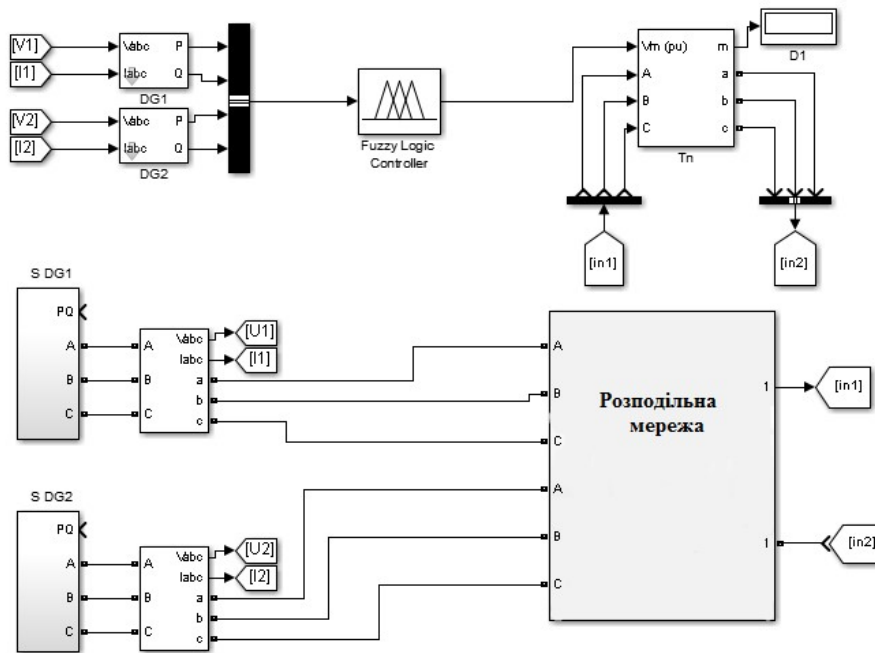 [V1]
[I1]
Vabc
P
Iabc
Q
DG1
[V2]
[I2]
Vabc
P
Iabc
Q
DG2
Fuzzy Logic
Controller
Vm (pu)
m
A
a
B
b
C
c
Tn
D1
[in1]
[in2]
S DG1
PQ
A
B
C
A
B
C
Vabc
Iabc
a
b
c
[U1]
[I1]
S DG2
PQ
A
B
C
A
B
C
Vabc
Iabc
a
b
c
[U2]
[I2]
A
B
C
A
B
C
Розподільна
мережа
1
1
[in1]
[in2]